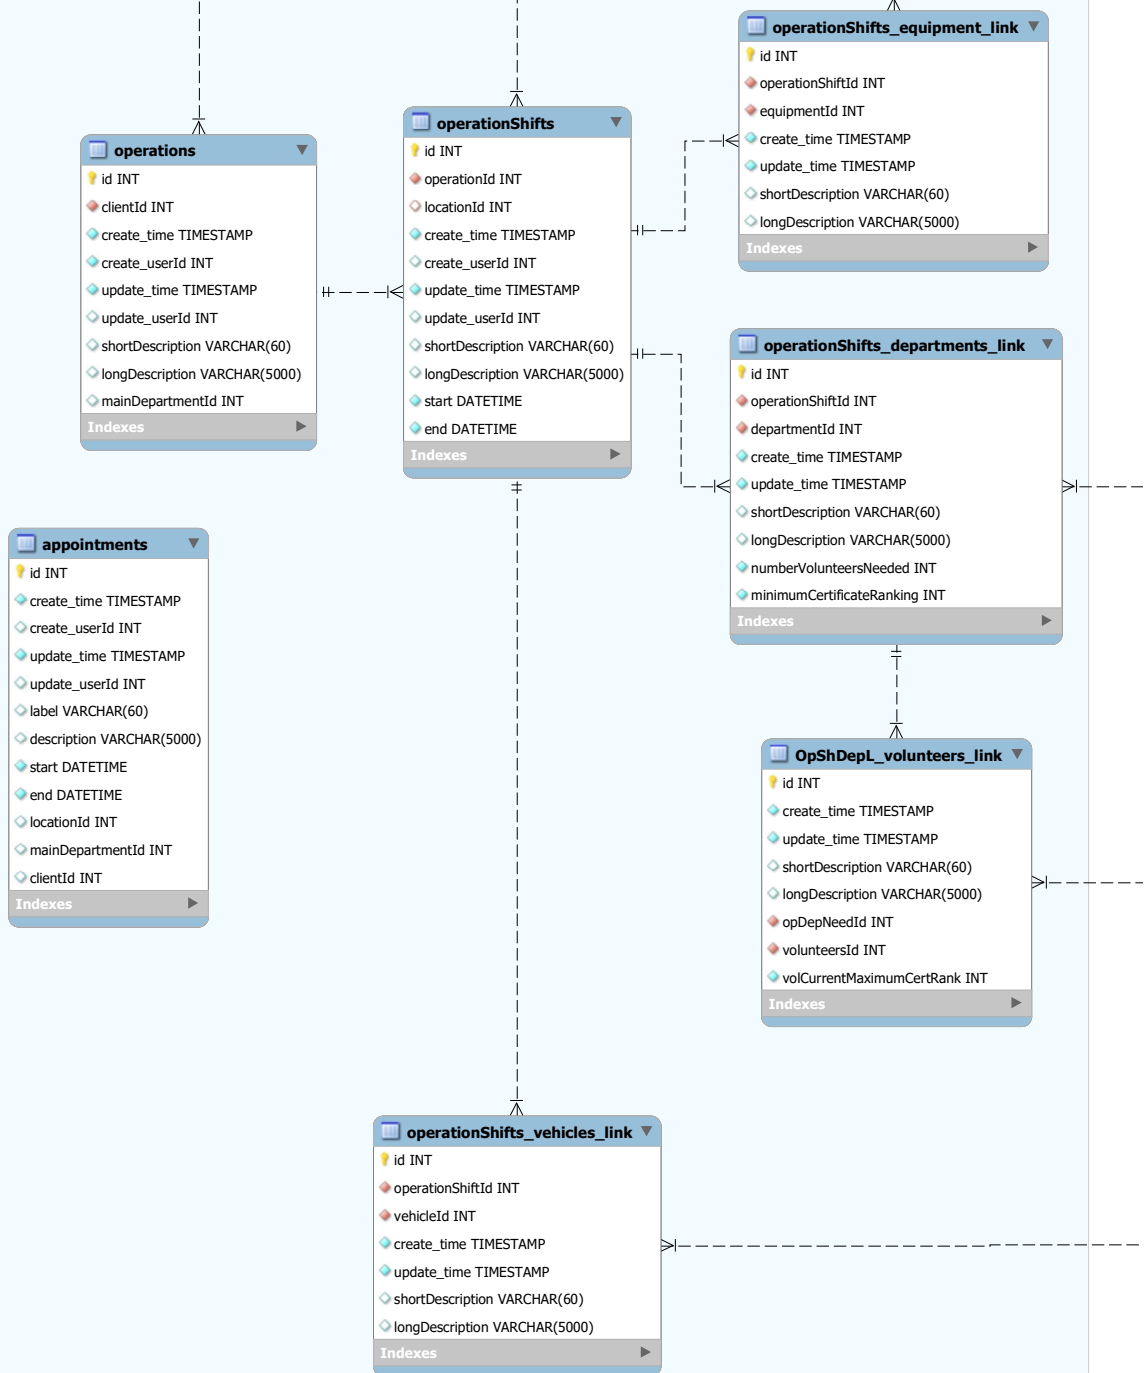 operationShifts_equipment_link
id INT
operationShiftId INT
equipmentId INT
create_time TIMESTAMP
update_time TIMESTAMP
shortDescription VARCHAR(60)
longDescription VARCHAR(5000)
Indexes
operations
id INT
clientId INT
create_time TIMESTAMP
create_userId INT
update_time TIMESTAMP
update_userId INT
shortDescription VARCHAR(60)
longDescription VARCHAR(5000)
mainDepartmentId INT
Indexes
operationShifts
id INT
operationId INT
locationId INT
create_time TIMESTAMP
create_userId INT
update_time TIMESTAMP
update_userId INT
shortDescription VARCHAR(60)
longDescription VARCHAR(5000)
start DATETIME
end DATETIME
Indexes
operationShifts_departments_link
id INT
operationShiftId INT
departmentId INT
create_time TIMESTAMP
update_time TIMESTAMP
shortDescription VARCHAR(60)
longDescription VARCHAR(5000)
numberVolunteersNeeded INT
minimumCertificateRanking INT
Indexes
appointments
id INT
create_time TIMESTAMP
create_userId INT
update_time TIMESTAMP
update_userId INT
label VARCHAR(60)
description VARCHAR(5000)
start DATETIME
end DATETIME
locationId INT
mainDepartmentId INT
clientId INT
Indexes
OpShDepL_volunteers_link
id INT
create_time TIMESTAMP
update_time TIMESTAMP
shortDescription VARCHAR(60)
longDescription VARCHAR(5000)
opDepNeedId INT
volunteersId INT
volCurrentMaximumCertRank INT
Indexes
operationShifts_vehicles_link
id INT
operationShiftId INT
vehicleId INT
create_time TIMESTAMP
update_time TIMESTAMP
shortDescription VARCHAR(60)
longDescription VARCHAR(5000)
Indexes